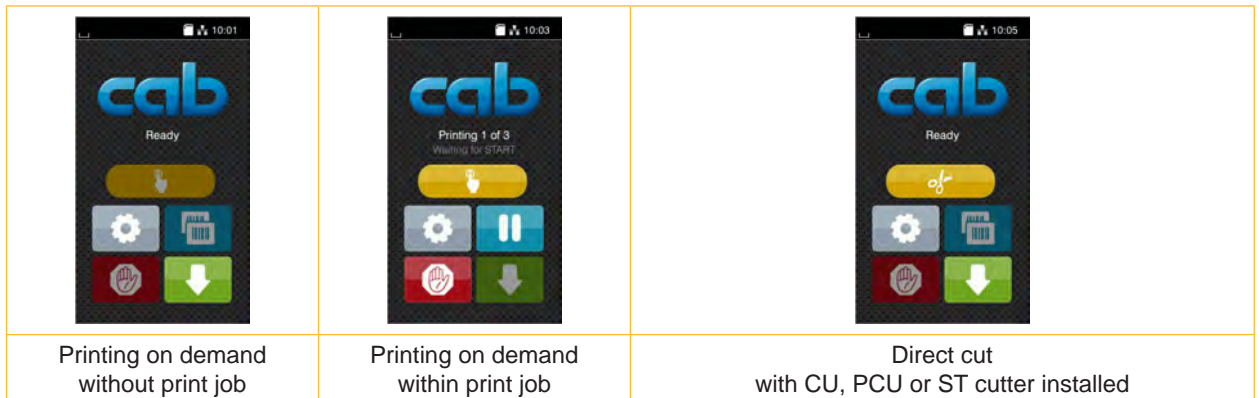 10:01
cab
Ready
Printing on demand
without print job
10:03
cab
Printing 1 of 3
Waiting for START
Printing on demand
within print job
10:05
cab
Ready
Direct cut
with CU, PCU or ST cutter installed